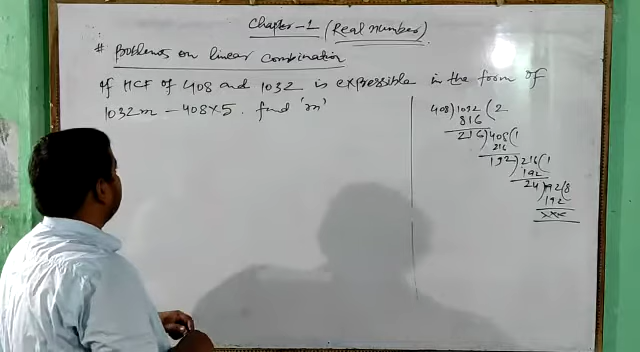 Chapter-1 (Real number)
# Problems on linear combination
If HCF of 408 and 1032 is expressible in the form of
1032m - 408×5. find 'm'
408)1032(2
816
216)408(1
216
192)216(1
192
24)192(8
192
×××